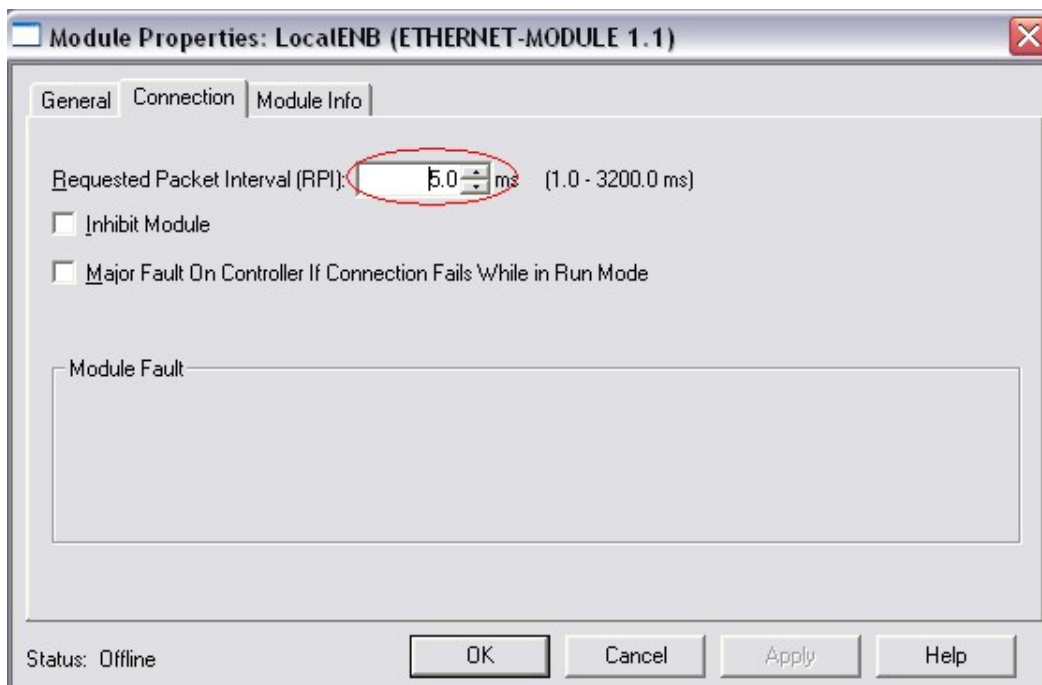 Module Properties: LocalENB (ETHERNET-MODULE 1.1)
General Connection Module Info
Requested Packet Interval (RPI): 5.0 ms (1.0 - 3200.0 ms)
Inhibit Module
Major Fault On Controller If Connection Fails While in Run Mode
Module Fault
Status: Offline OK Cancel Apply Help